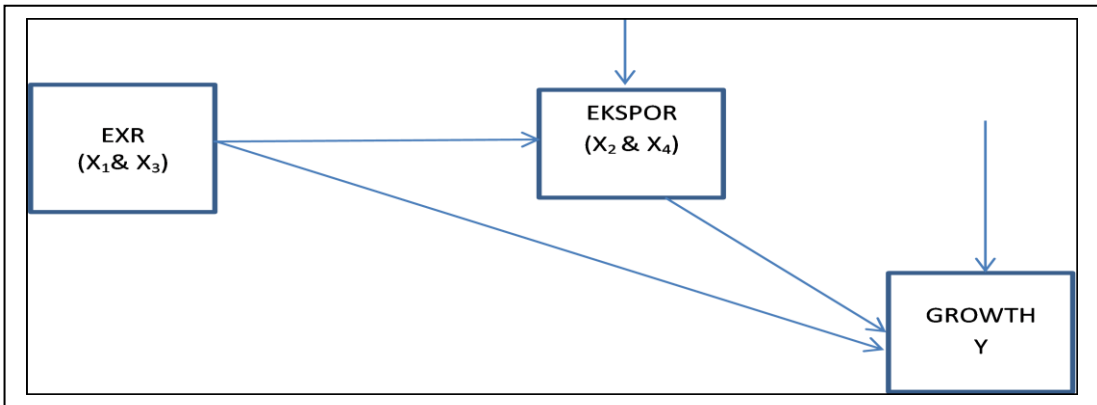 EXR
(X₁& X₃)
EKSPOR
(X₂ & X₄)
GROWTH
Y